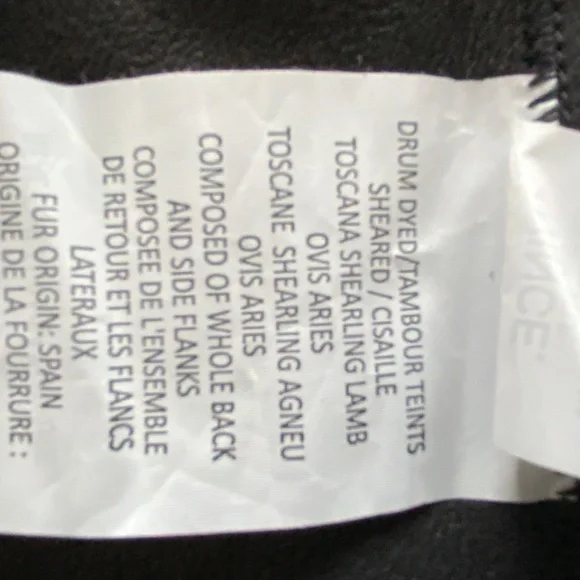 DRUM DYED/TAMBOUR TEINTS
SHEARED / CISAILLE
TOSCANA SHEARLING LAMB
OVIS ARIES
TOSCANE SHEARLING AGNEU
OVIS ARIES
COMPOSED OF WHOLE BACK
AND SIDE FLANKS
COMPOSEE DE L'ENSEMBLE
DE RETOUR ET LES FLANCS
LATERAUX
FUR ORIGIN: SPAIN
ORIGINE DE LA FOURRURE :